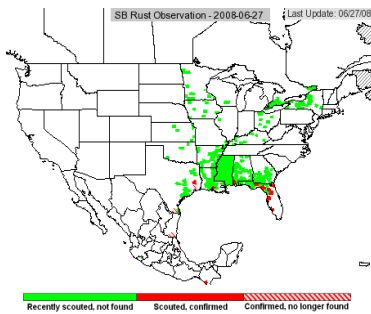 SB Rust Observation - 2008-06-27
Last Update: 06/27/08
Recently scouted, not found
Scouted, confirmed
Confirmed, no longer found